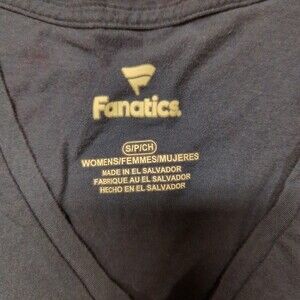 Fanatics.
S/P/CH
WOMENS/FEMMES/MUJERES
MADE IN EL SALVADOR
FABRIQUE AU EL SALVADOR
HECHO EN EL SALVADOR